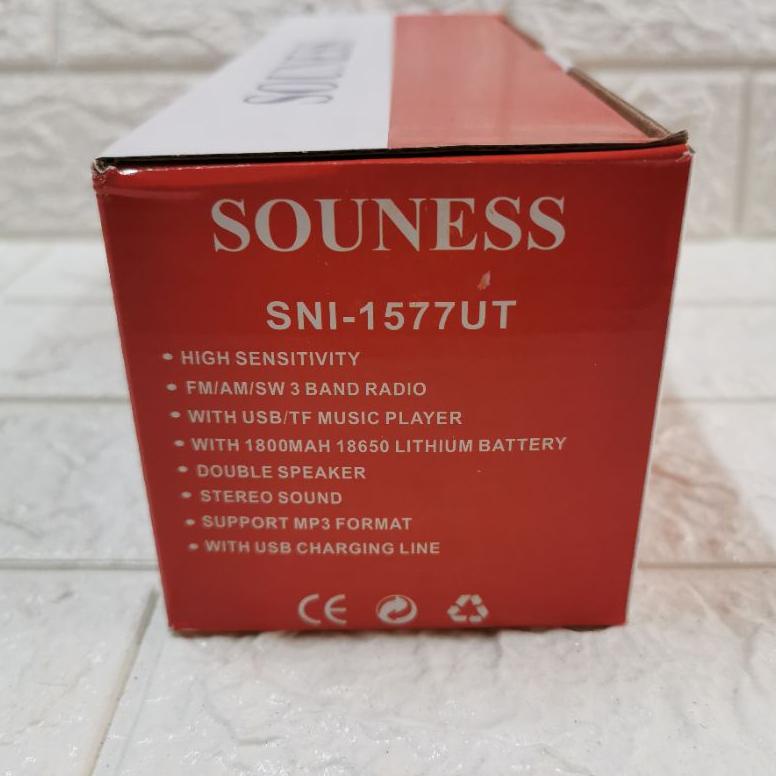 SOUNESS
SOUNESS
SNI-1577UT
• HIGH SENSITIVITY
• FM/AM/SW 3 BAND RADIO
• WITH USB/TF MUSIC PLAYER
• WITH 1800MAH 18650 LITHIUM BATTERY
• DOUBLE SPEAKER
• STEREO SOUND
• SUPPORT MP3 FORMAT
• WITH USB CHARGING LINE
CE